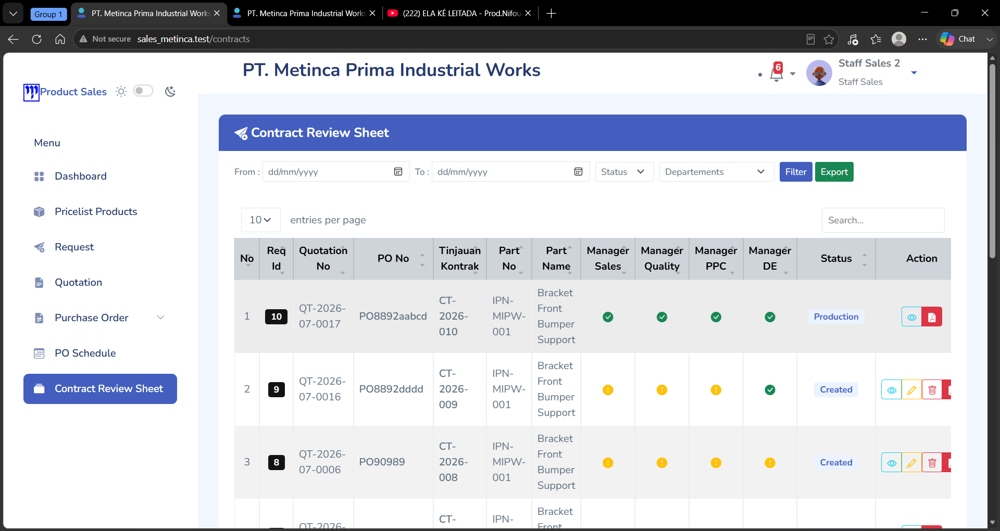 Group 1
PT. Metinca Prima Industrial Works
PT. Metinca Prima Industrial Works
(222) ELA KÉ LEITADA - Prod.Nifou
Not secure
sales_metinca.test/contracts
Chat
Product Sales
PT. Metinca Prima Industrial Works
6
Staff Sales 2
Staff Sales
Menu
Dashboard
Pricelist Products
Request
Quotation
Purchase Order
PO Schedule
Contract Review Sheet
Contract Review Sheet
From : dd/mm/yyyy To : dd/mm/yyyy Status Departements Filter Export
10 entries per page Search...
No Req Id Quotation No PO No Tinjauan Kontrak Part No Part Name Manager Sales Manager Quality Manager PPC Manager DE Status Action
1 10 QT-2026-07-0017 PO8892aabcd CT-2026-010 IPN-MIPW-001 Bracket Front Bumper Support Production
2 9 QT-2026-07-0016 PO8892dddd CT-2026-009 IPN-MIPW-001 Bracket Front Bumper Support Created
3 8 QT-2026-07-0006 PO90989 CT-2026-008 IPN-MIPW-001 Bracket Front Bumper Support Created
QT-2026- CT- IPN- Bracket Front